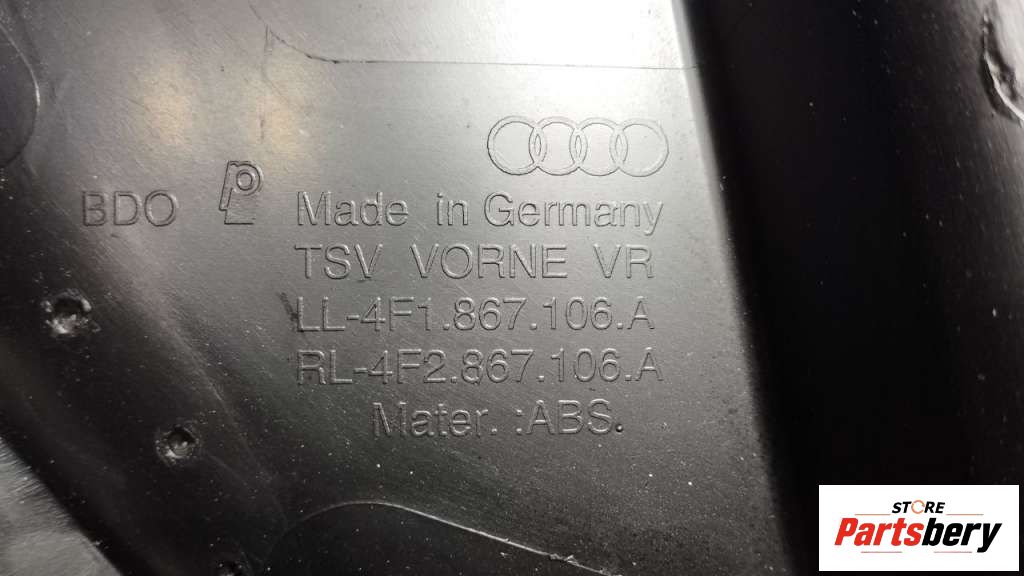 BDO Made in Germany
TSV VORNE VR
LL-4F1.867.106.A
RL-4F2.867.106.A
Mater. :ABS.
STORE
Partsbery